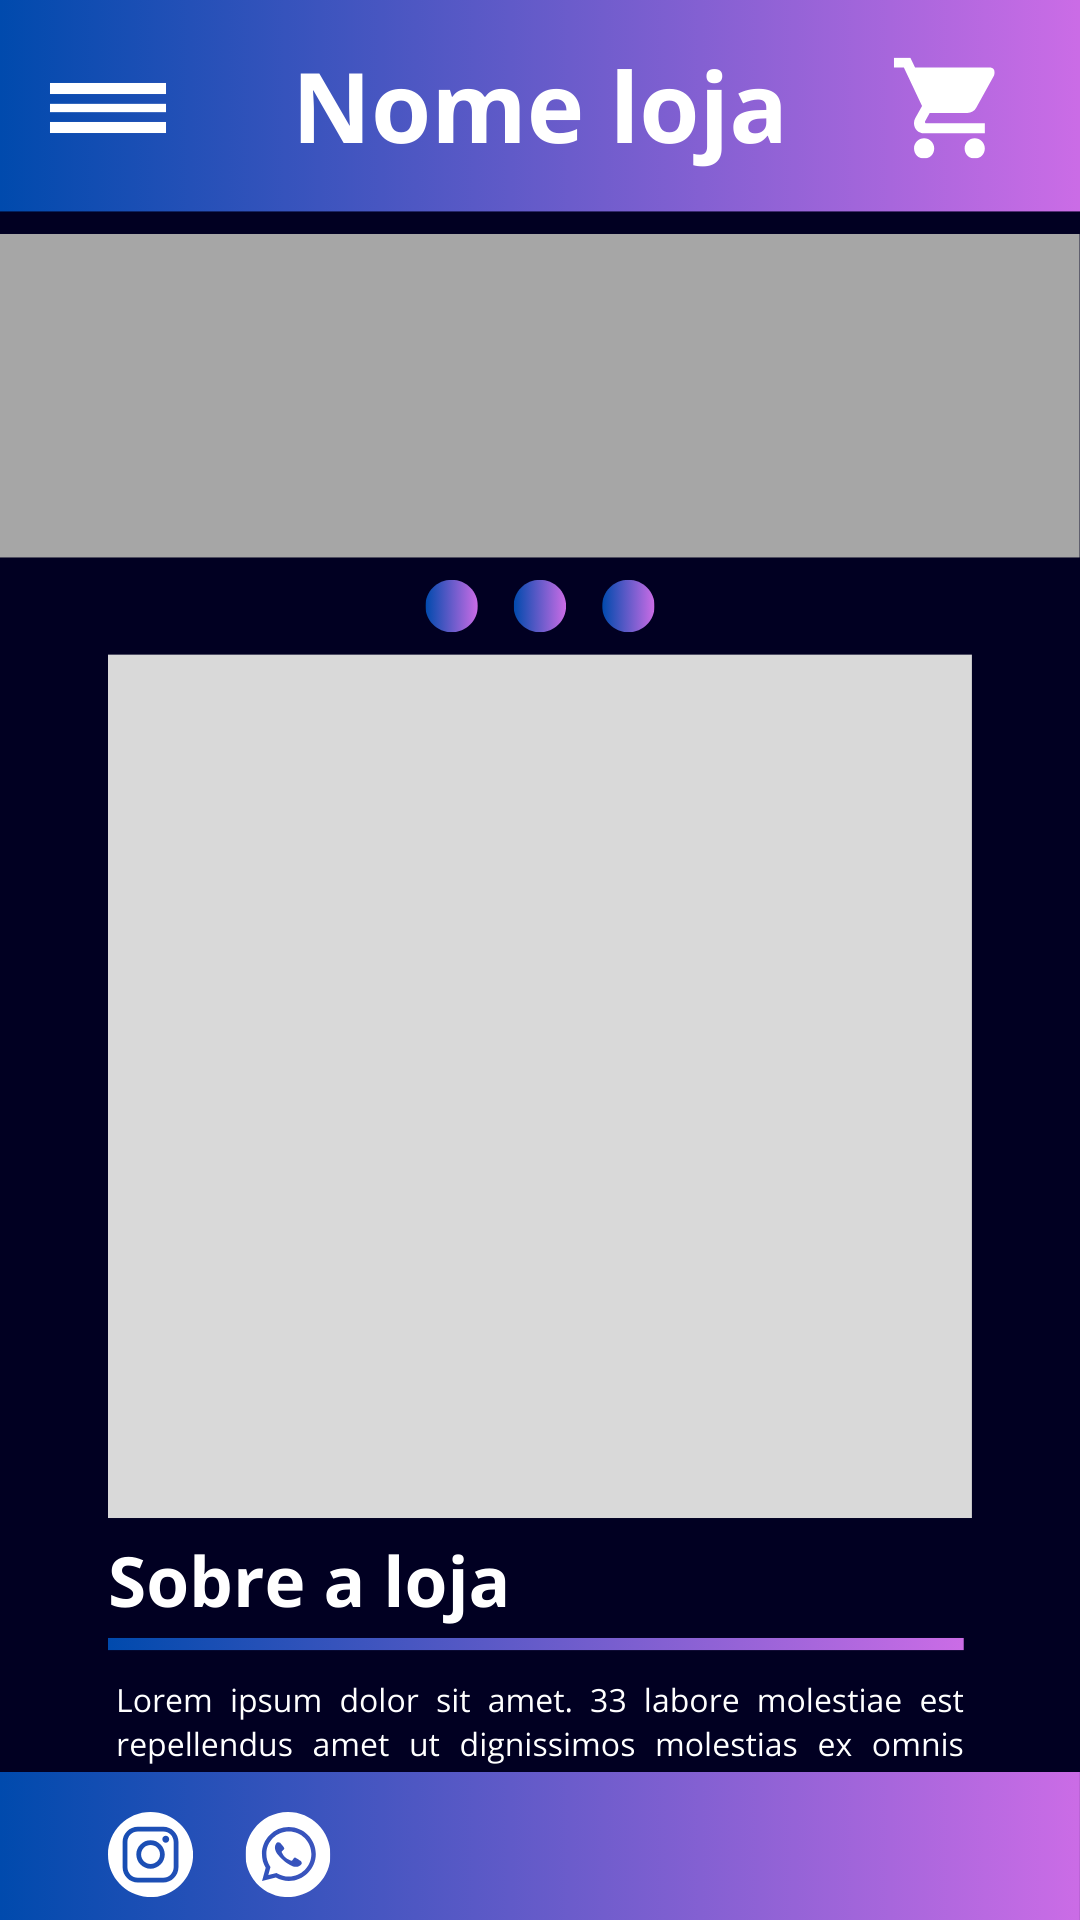 Nome loja
Sobre a loja
Lorem ipsum dolor sit amet. 33 labore molestiae est
repellendus amet ut dignissimos molestias ex omnis